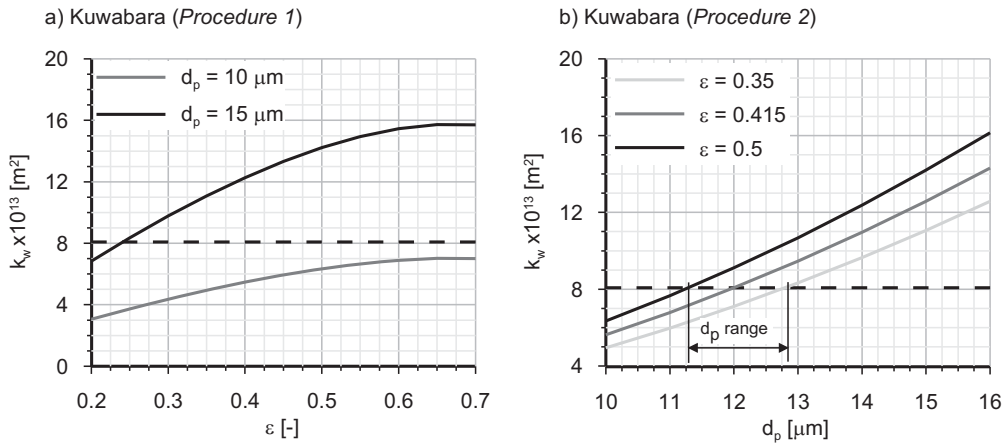 a) Kuwabara (Procedure 1)
20
16
12
8
4
0
k_w x10^13 [m²]
d_p = 10 μm
d_p = 15 μm
0.2 0.3 0.4 0.5 0.6 0.7
ε [-]
b) Kuwabara (Procedure 2)
20
16
12
8
4
k_w x10^13 [m²]
ε = 0.35
ε = 0.415
ε = 0.5
d_p range
10 11 12 13 14 15 16
d_p [μm]